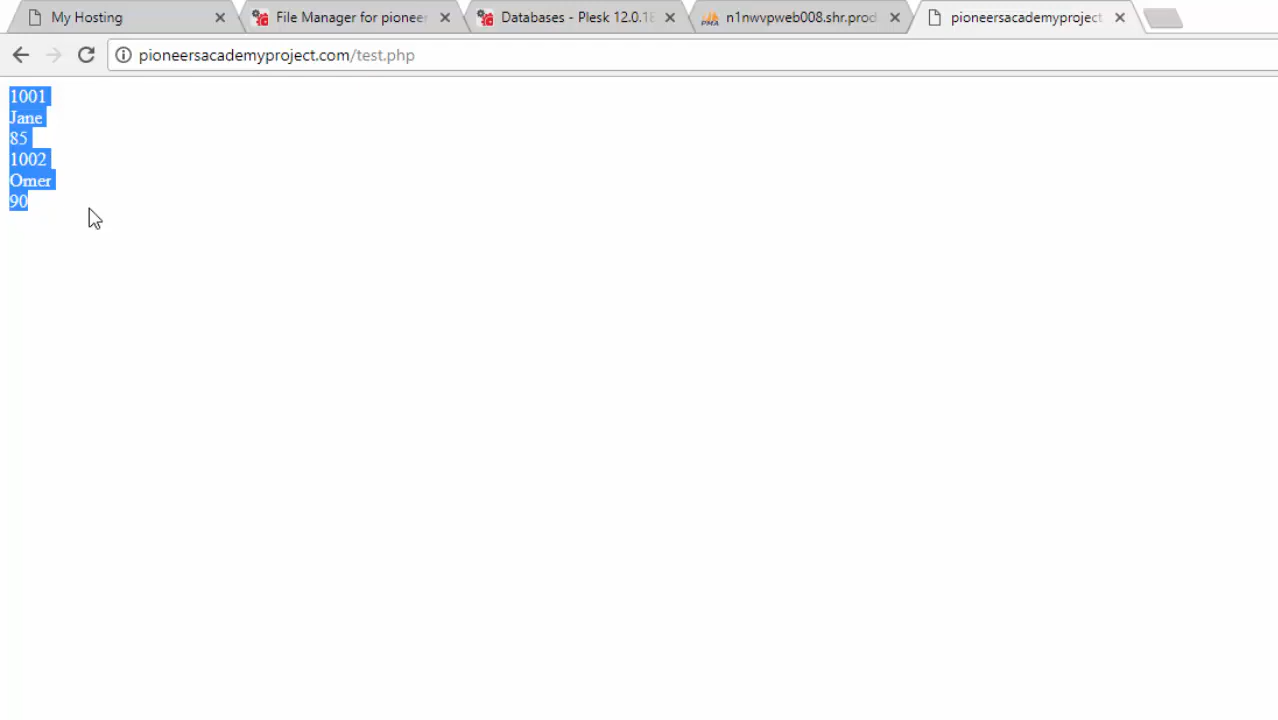 My Hosting
File Manager for pioneer
Databases - Plesk 12.0.18
n1nwvpweb008.shr.prod
pioneersacademyproject
pioneersacademyproject.com/test.php
1001
Jane
85
1002
Omer
90